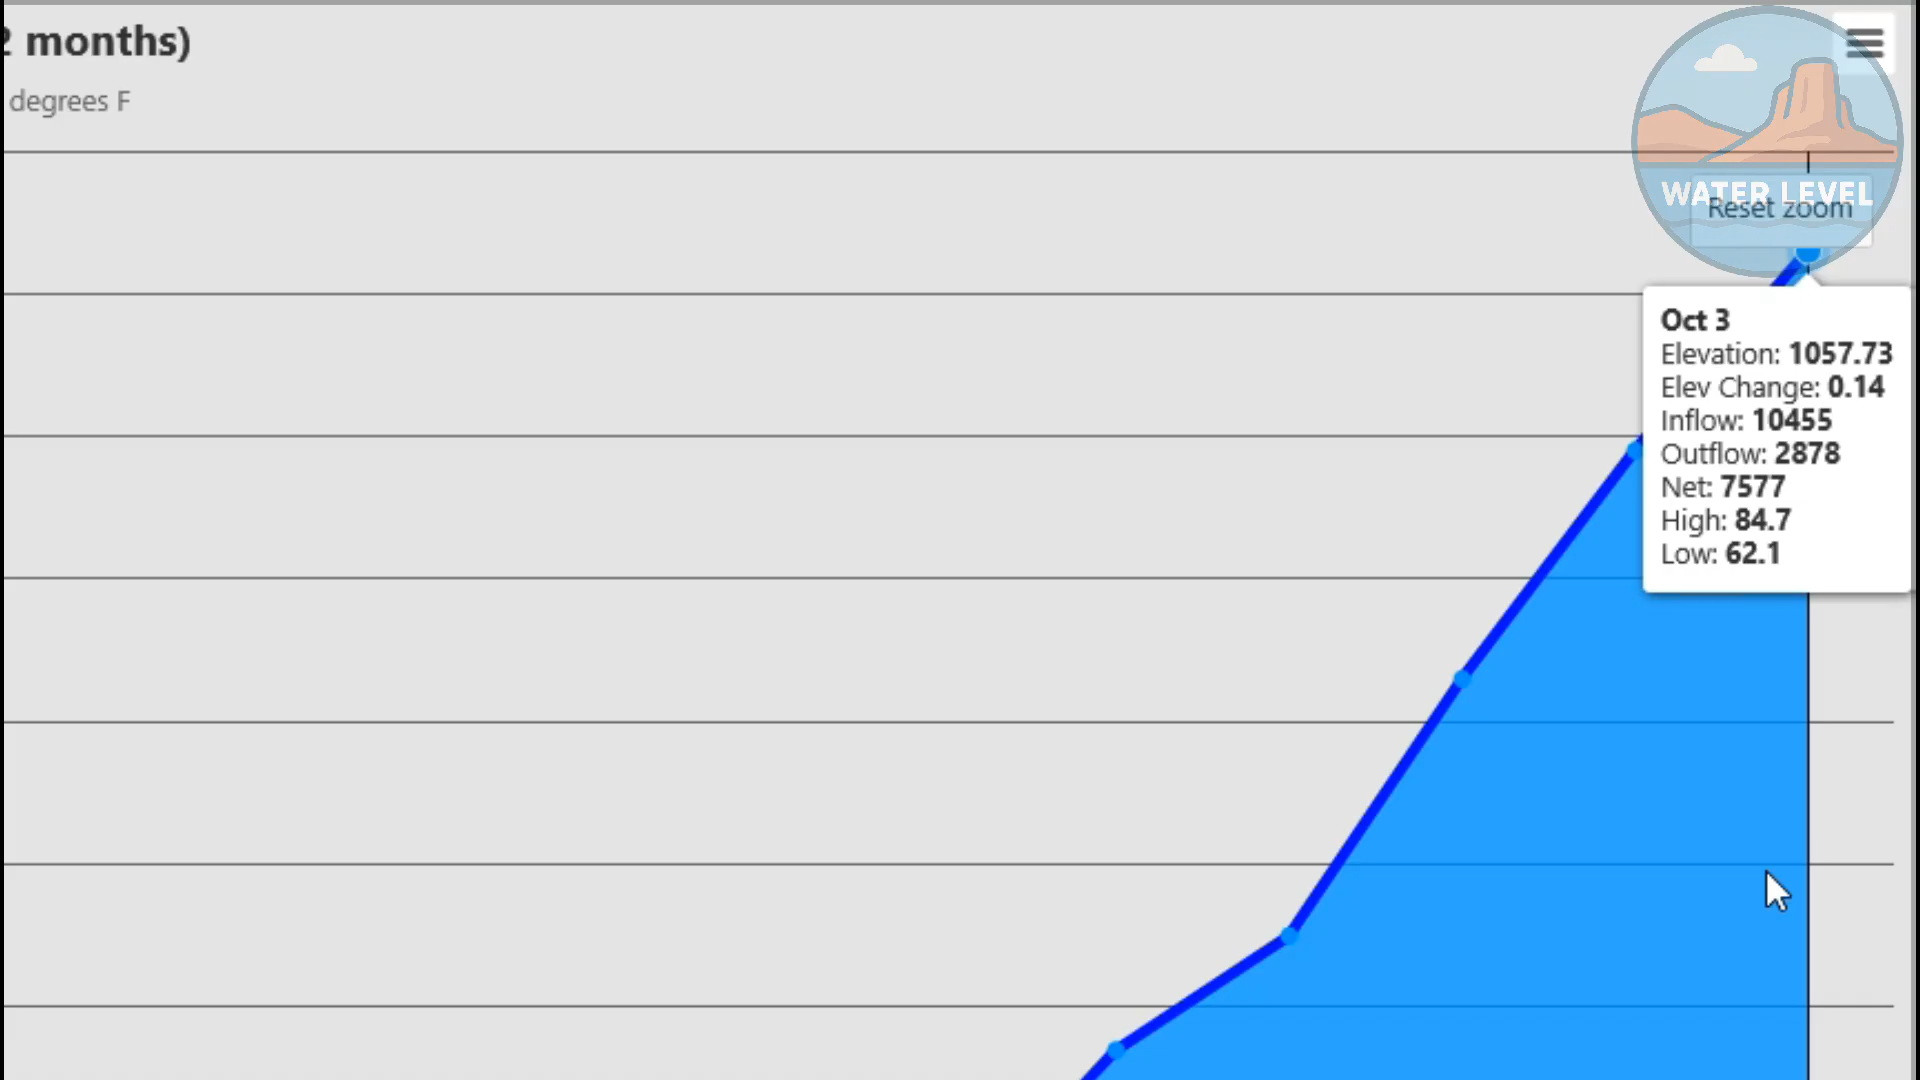 2 months)
degrees F
WATER LEVEL
Reset zoom
Oct 3
Elevation: 1057.73
Elev Change: 0.14
Inflow: 10455
Outflow: 2878
Net: 7577
High: 84.7
Low: 62.1